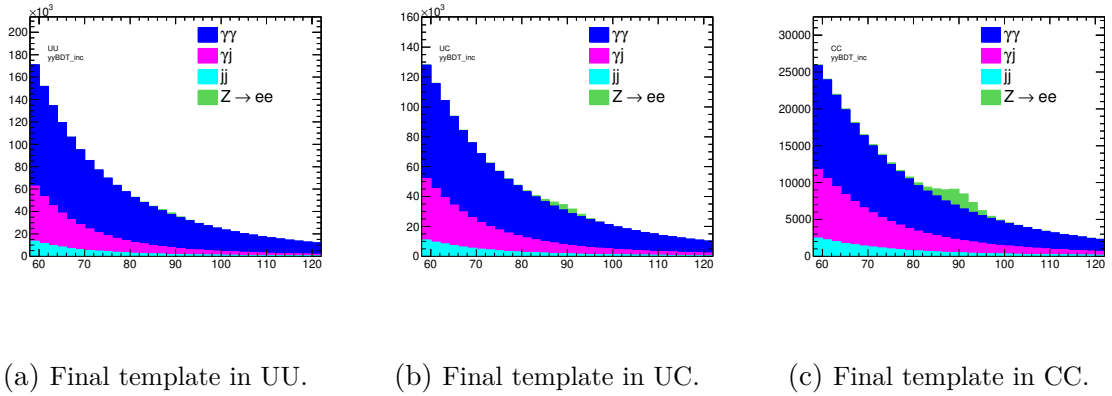 ×10³
200
180
160
140
120
100
80
60
40
20
0
60 70 80 90 100 110 120
UU
yyBDT_inc
γγ
γj
jj
Z → ee
×10³
160
140
120
100
80
60
40
20
0
60 70 80 90 100 110 120
UC
yyBDT_inc
γγ
γj
jj
Z → ee
30000
25000
20000
15000
10000
5000
0
60 70 80 90 100 110 120
CC
yyBDT_inc
γγ
γj
jj
Z → ee
(a) Final template in UU.
(b) Final template in UC.
(c) Final template in CC.